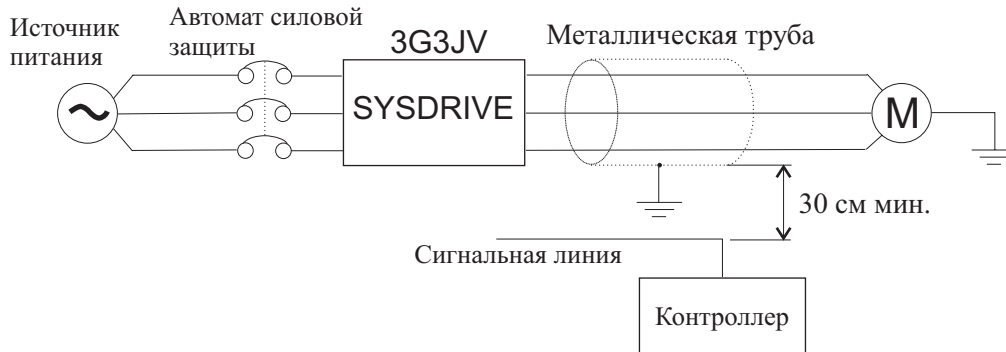 Источник
питания
Автомат силовой
защиты
3G3JV
SYSDRIVE
Металлическая труба
M
30 см мин.
Сигнальная линия
Контроллер